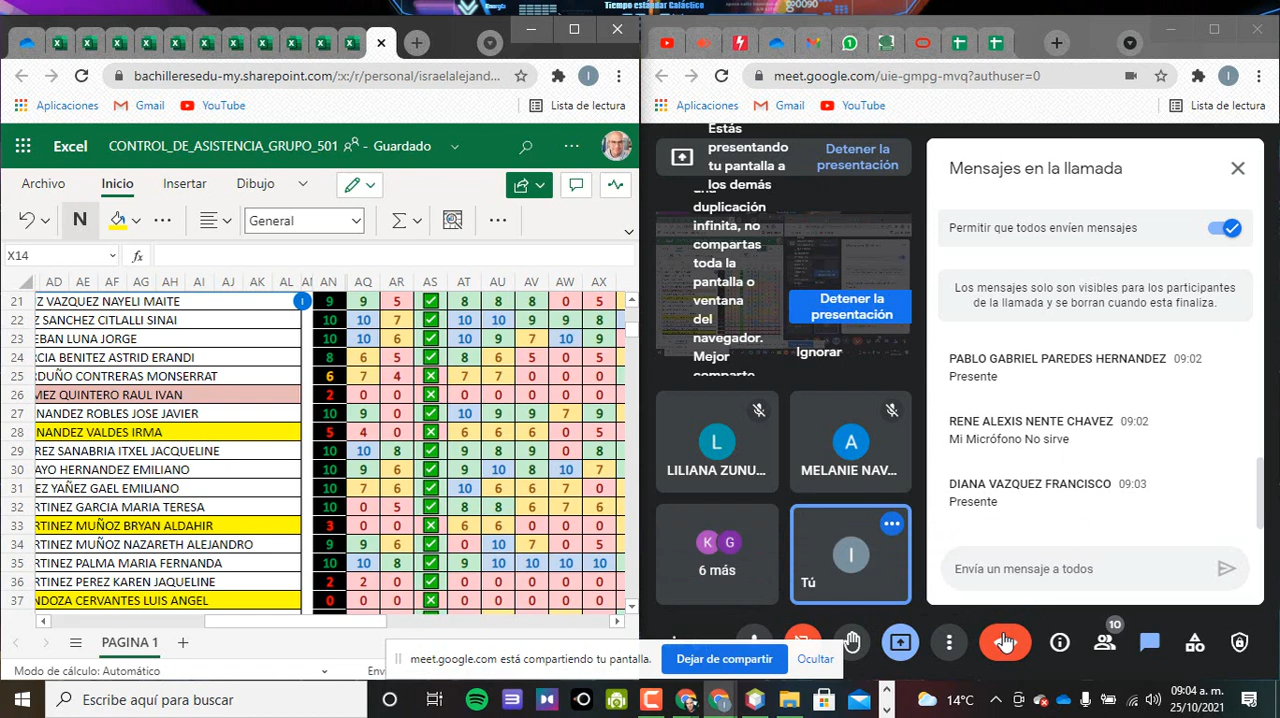 Tiempo estándar Galáctico
bachilleresedu-my.sharepoint.com/:x:/r/personal/israelalejand...
Aplicaciones Gmail YouTube Lista de lectura
Excel CONTROL_DE_ASISTENCIA_GRUPO_501 - Guardado
Archivo Inicio Insertar Dibujo
N General
X14 fx
AD AE AF AG AH AI AJ AK AL AN AQ AR AS AT AU AV AW AX
Z VAZQUEZ NAYELI MAITE I 9 9 8 8 8 0 5
22 Z SANCHEZ CITLALLI SINAI 10 10 7 10 10 9 9 8
23 EBAN LUNA JORGE 10 10 6 10 9 7 10 9
24 RCIA BENITEZ ASTRID ERANDI 8 6 5 8 6 5 0 5
25 RDUÑO CONTRERAS MONSERRAT 6 7 4 7 7 0 0 0
26 MEZ QUINTERO RAUL IVAN 2 0 0 0 0 0 0 0
27 RNANDEZ ROBLES JOSE JAVIER 10 9 9 10 9 9 7 9
28 NANDEZ VALDES IRMA 5 4 0 6 6 6 0 5
29 REZ SANABRIA ITXEL JACQUELINE 10 10 8 9 8 9 0 8
30 AYO HERNANDEZ EMILIANO 10 9 6 10 9 8 10 7
31 EZ YAÑEZ GAEL EMILIANO 10 7 6 10 6 6 7 0
32 RTINEZ GARCIA MARIA TERESA 10 0 5 8 8 6 7 6
33 RTINEZ MUÑOZ BRYAN ALDAHIR 3 0 0 6 6 0 0 0
34 RTINEZ MUÑOZ NAZARETH ALEJANDRO 9 9 6 0 10 7 0 5
35 RTINEZ PALMA MARIA FERNANDA 10 10 8 9 10 10 10 10
36 RTINEZ PEREZ KAREN JAQUELINE 2 2 0 0 0 0 0 0
37 NDOZA CERVANTES LUIS ANGEL 0 0 0 0 0 0 0 0
PAGINA 1
Modo de cálculo: Automático Env
meet.google.com/uie-gmpg-mvq?authuser=0
Aplicaciones Gmail YouTube Lista de lectura
Estás
presentando
tu pantalla a
los demás
Detener la
presentación
una
duplicación
infinita, no
compartas
toda la
pantalla o
ventana
del
navegador.
Mejor
comparte
Detener la
presentación
Ignorar
L
LILIANA ZUNU...
A
MELANIE NAV...
K G
6 más
I
Tú
Mensajes en la llamada
Permitir que todos envíen mensajes
Los mensajes solo son visibles para los participantes
de la llamada y se borran cuando esta finaliza.
PABLO GABRIEL PAREDES HERNANDEZ 09:02
Presente
RENE ALEXIS NENTE CHAVEZ 09:02
Mi Micrófono No sirve
DIANA VAZQUEZ FRANCISCO 09:03
Presente
Envía un mensaje a todos
10
meet.google.com está compartiendo tu pantalla. Dejar de compartir Ocultar
Escribe aquí para buscar
14°C
09:04 a. m.
25/10/2021